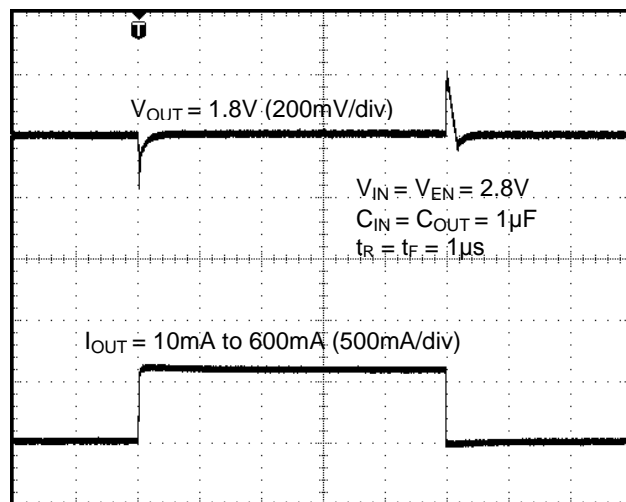 T
VOUT = 1.8V (200mV/div)
VIN = VEN = 2.8V
CIN = COUT = 1µF
tR = tF = 1µs
IOUT = 10mA to 600mA (500mA/div)